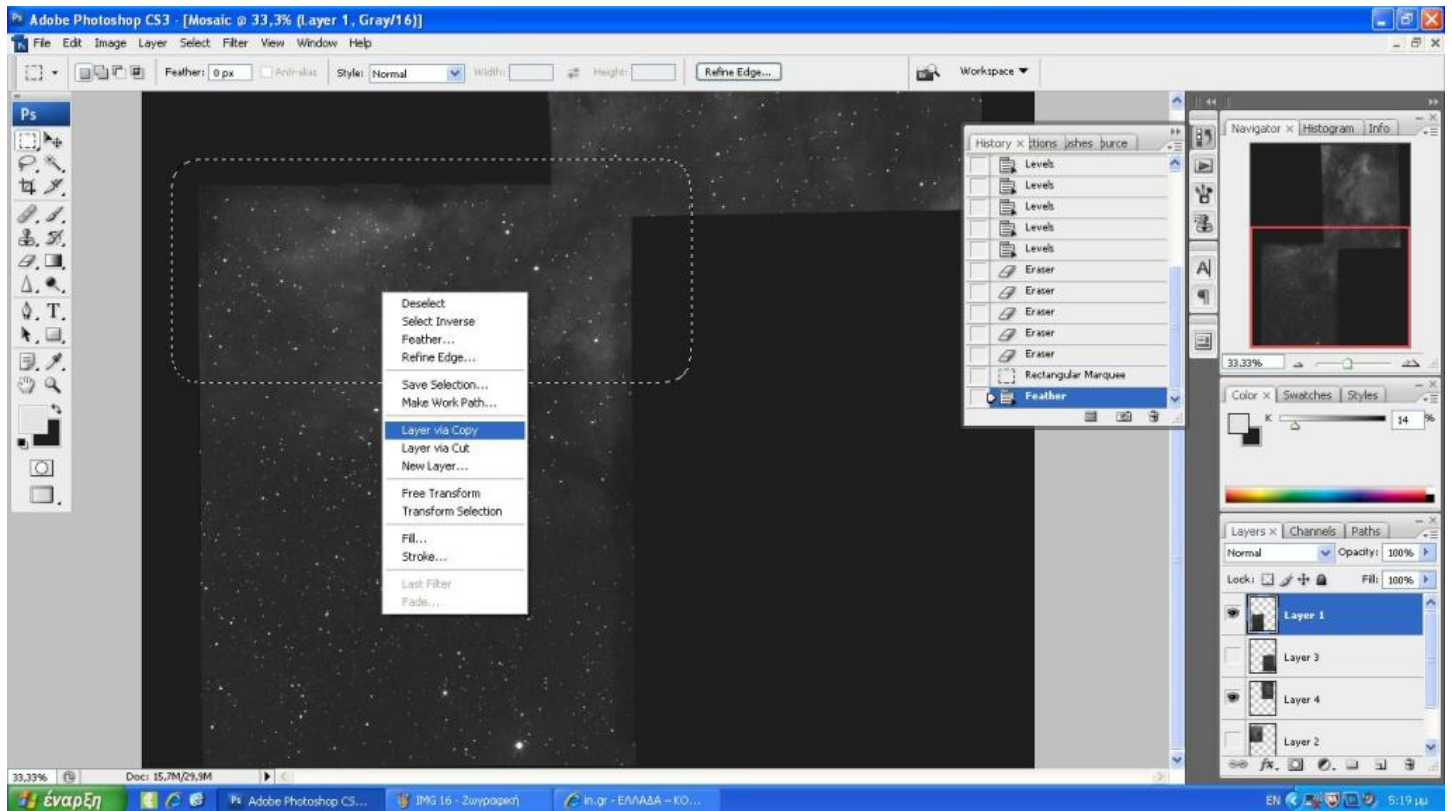 Adobe Photoshop CS3 - [Mosaic @ 33,3% (Layer 1, Gray/16)]
File Edit Image Layer Select Filter View Window Help
Feather: 0 px Anti-alias Style: Normal Width: Height: Refine Edge... Workspace
Ps
History
Levels
Levels
Levels
Levels
Levels
Eraser
Eraser
Eraser
Eraser
Eraser
Rectangular Marquee
Feather
Deselect
Select Inverse
Feather...
Refine Edge...
Save Selection...
Make Work Path...
Layer via Copy
Layer via Cut
New Layer...
Free Transform
Transform Selection
Fill...
Stroke...
Last Filter
Fade...
Navigator Histogram Info
33.33%
Color Swatches Styles
K 14 %
Layers Channels Paths
Normal Opacity: 100%
Lock: Fill: 100%
Layer 1
Layer 3
Layer 4
Layer 2
33,33% Doc: 15,7M/29,9M
έναρξη Adobe Photoshop CS... IMG 16 - Ζωγραφική in.gr - ΕΛΛΑΔΑ – ΚΟ... EN 5:19 μμ